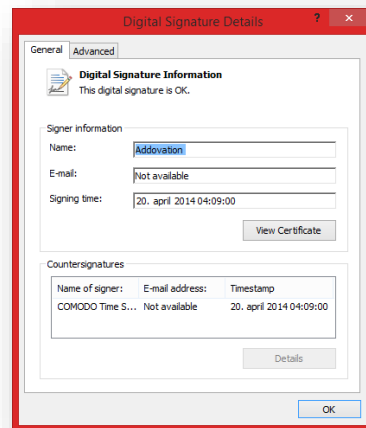 Digital Signature Details ? ×
General Advanced
Digital Signature Information
This digital signature is OK.
Signer information
Name: Addovation
E-mail: Not available
Signing time: 20. april 2014 04:09:00
View Certificate
Countersignatures
Name of signer: E-mail address: Timestamp
COMODO Time S... Not available 20. april 2014 04:09:00
Details
OK